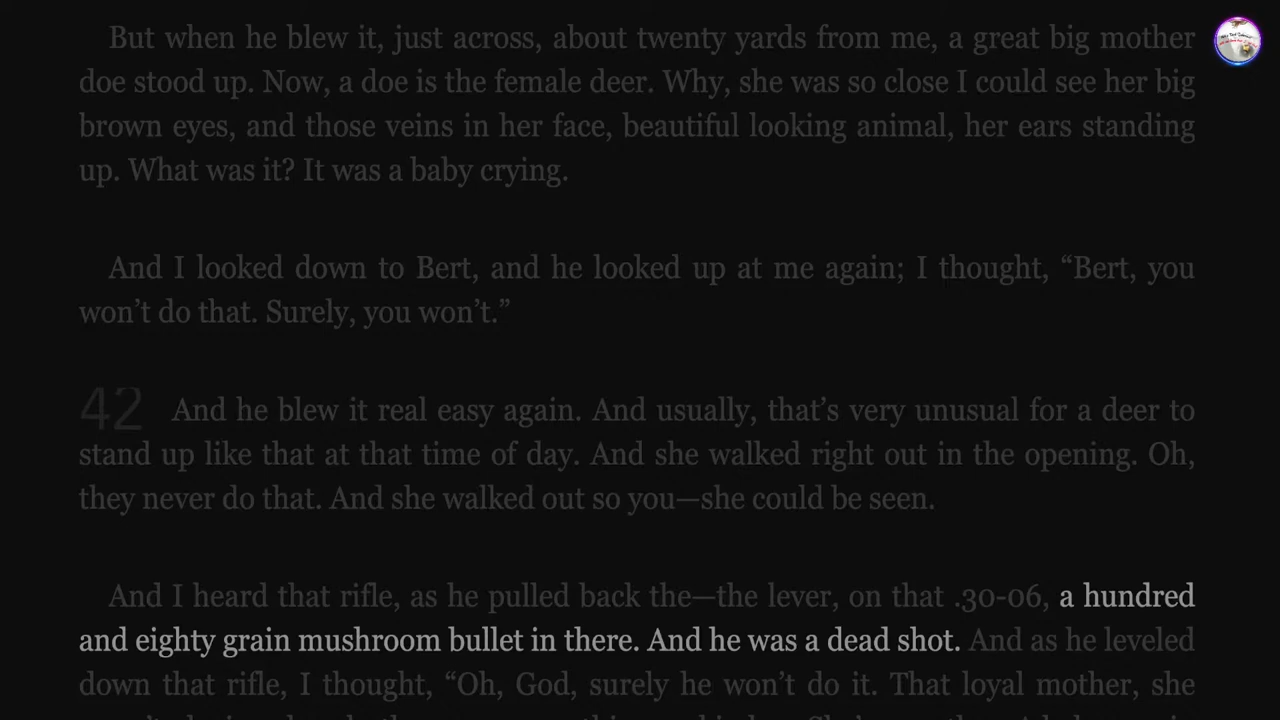 But when he blew it, just across, about twenty yards from me, a great big mother
doe stood up. Now, a doe is the female deer. Why, she was so close I could see her big
brown eyes, and those veins in her face, beautiful looking animal, her ears standing
up. What was it? It was a baby crying.
And I looked down to Bert, and he looked up at me again; I thought, “Bert, you
won’t do that. Surely, you won’t.”
42 And he blew it real easy again. And usually, that’s very unusual for a deer to
stand up like that at that time of day. And she walked right out in the opening. Oh,
they never do that. And she walked out so you—she could be seen.
And I heard that rifle, as he pulled back the—the lever, on that .30-06, a hundred
and eighty grain mushroom bullet in there. And he was a dead shot. And as he leveled
down that rifle, I thought, “Oh, God, surely he won’t do it. That loyal mother, she